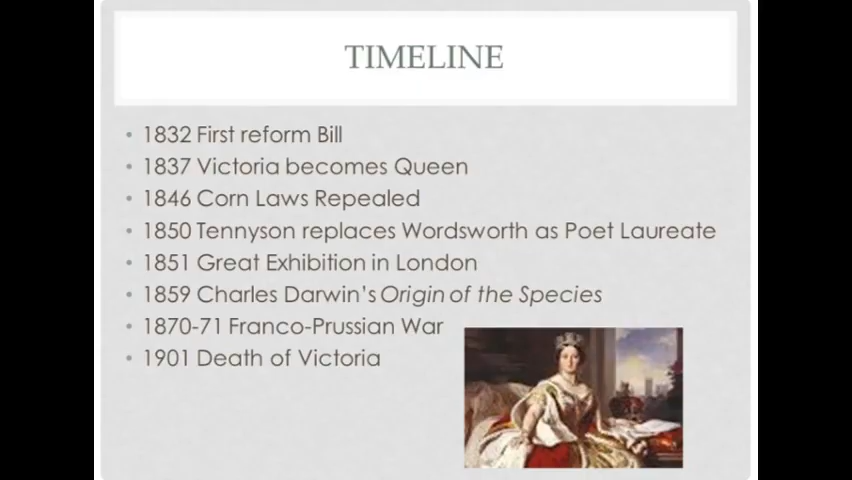 TIMELINE
• 1832 First reform Bill
• 1837 Victoria becomes Queen
• 1846 Corn Laws Repealed
• 1850 Tennyson replaces Wordsworth as Poet Laureate
• 1851 Great Exhibition in London
• 1859 Charles Darwin's Origin of the Species
• 1870-71 Franco-Prussian War
• 1901 Death of Victoria